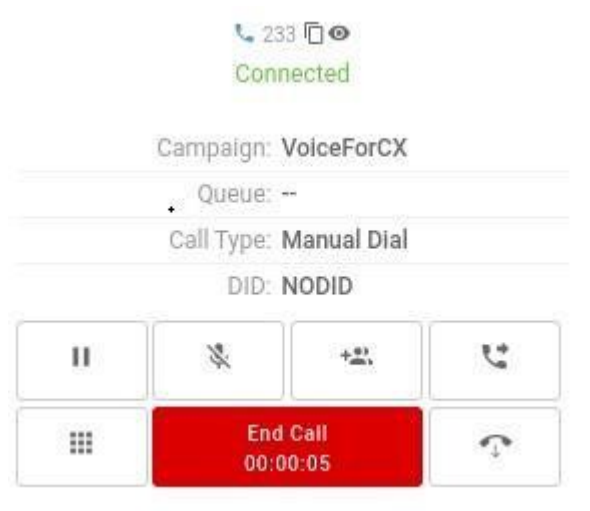 233
Connected
Campaign: VoiceForCX
Queue: --
Call Type: Manual Dial
DID: NODID
End Call
00:00:05